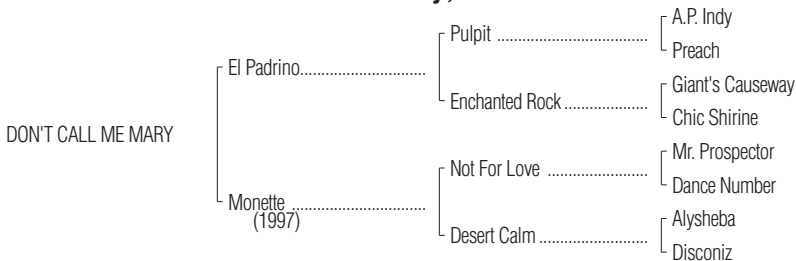 A.P. Indy
Pulpit
Preach
El Padrino
Giant's Causeway
Enchanted Rock
Chic Shirine
DON'T CALL ME MARY
Mr. Prospector
Not For Love
Dance Number
Monette
(1997)
Alysheba
Desert Calm
Disconiz